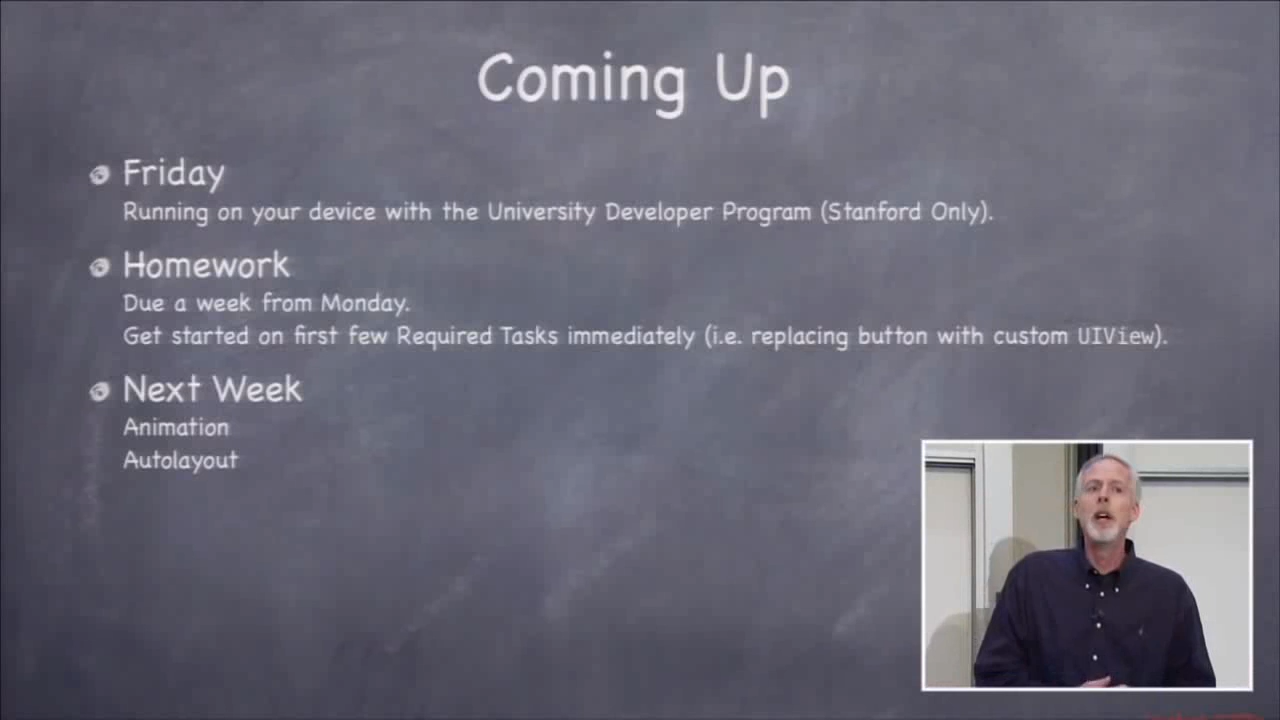 Coming Up
Friday
Running on your device with the University Developer Program (Stanford Only).
Homework
Due a week from Monday.
Get started on first few Required Tasks immediately (i.e. replacing button with custom UIView).
Next Week
Animation
Autolayout